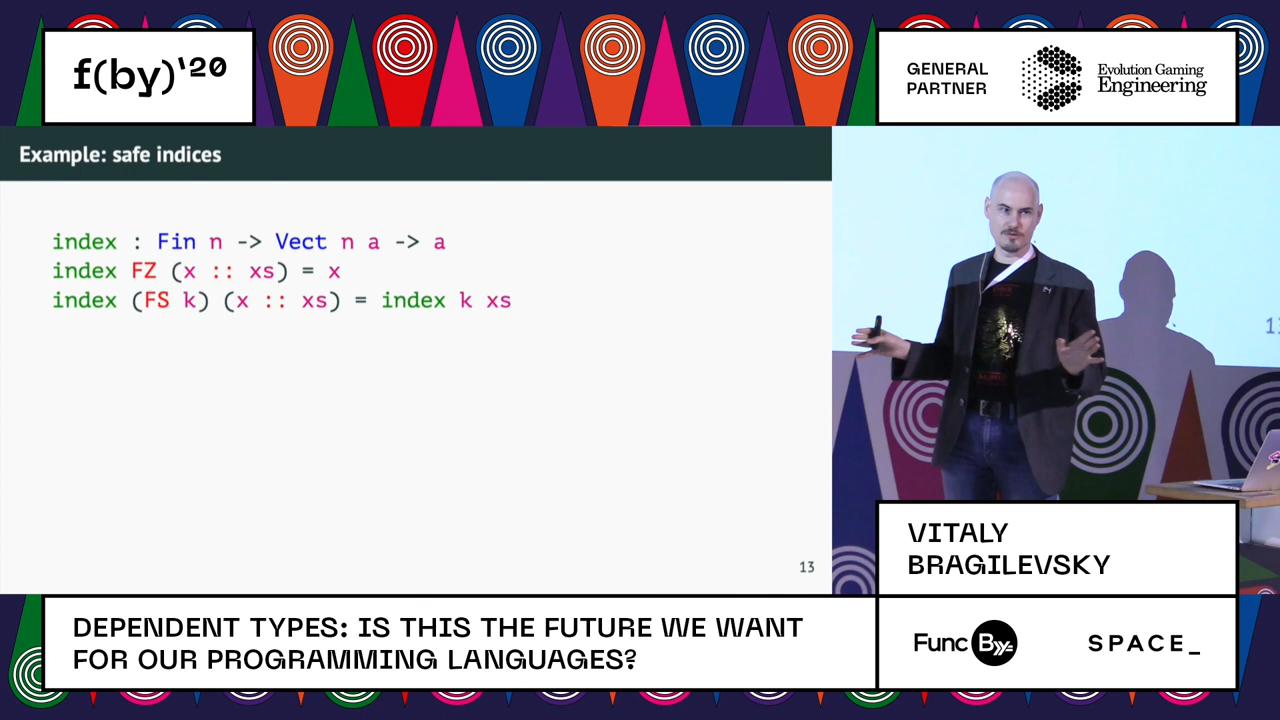 f(by)'20
GENERAL
PARTNER
Evolution Gaming
Engineering
Example: safe indices
index : Fin n -> Vect n a -> a
index FZ (x :: xs) = x
index (FS k) (x :: xs) = index k xs
13
VITALY
BRAGILEVSKY
DEPENDENT TYPES: IS THIS THE FUTURE WE WANT
FOR OUR PROGRAMMING LANGUAGES?
Func By
SPACE_